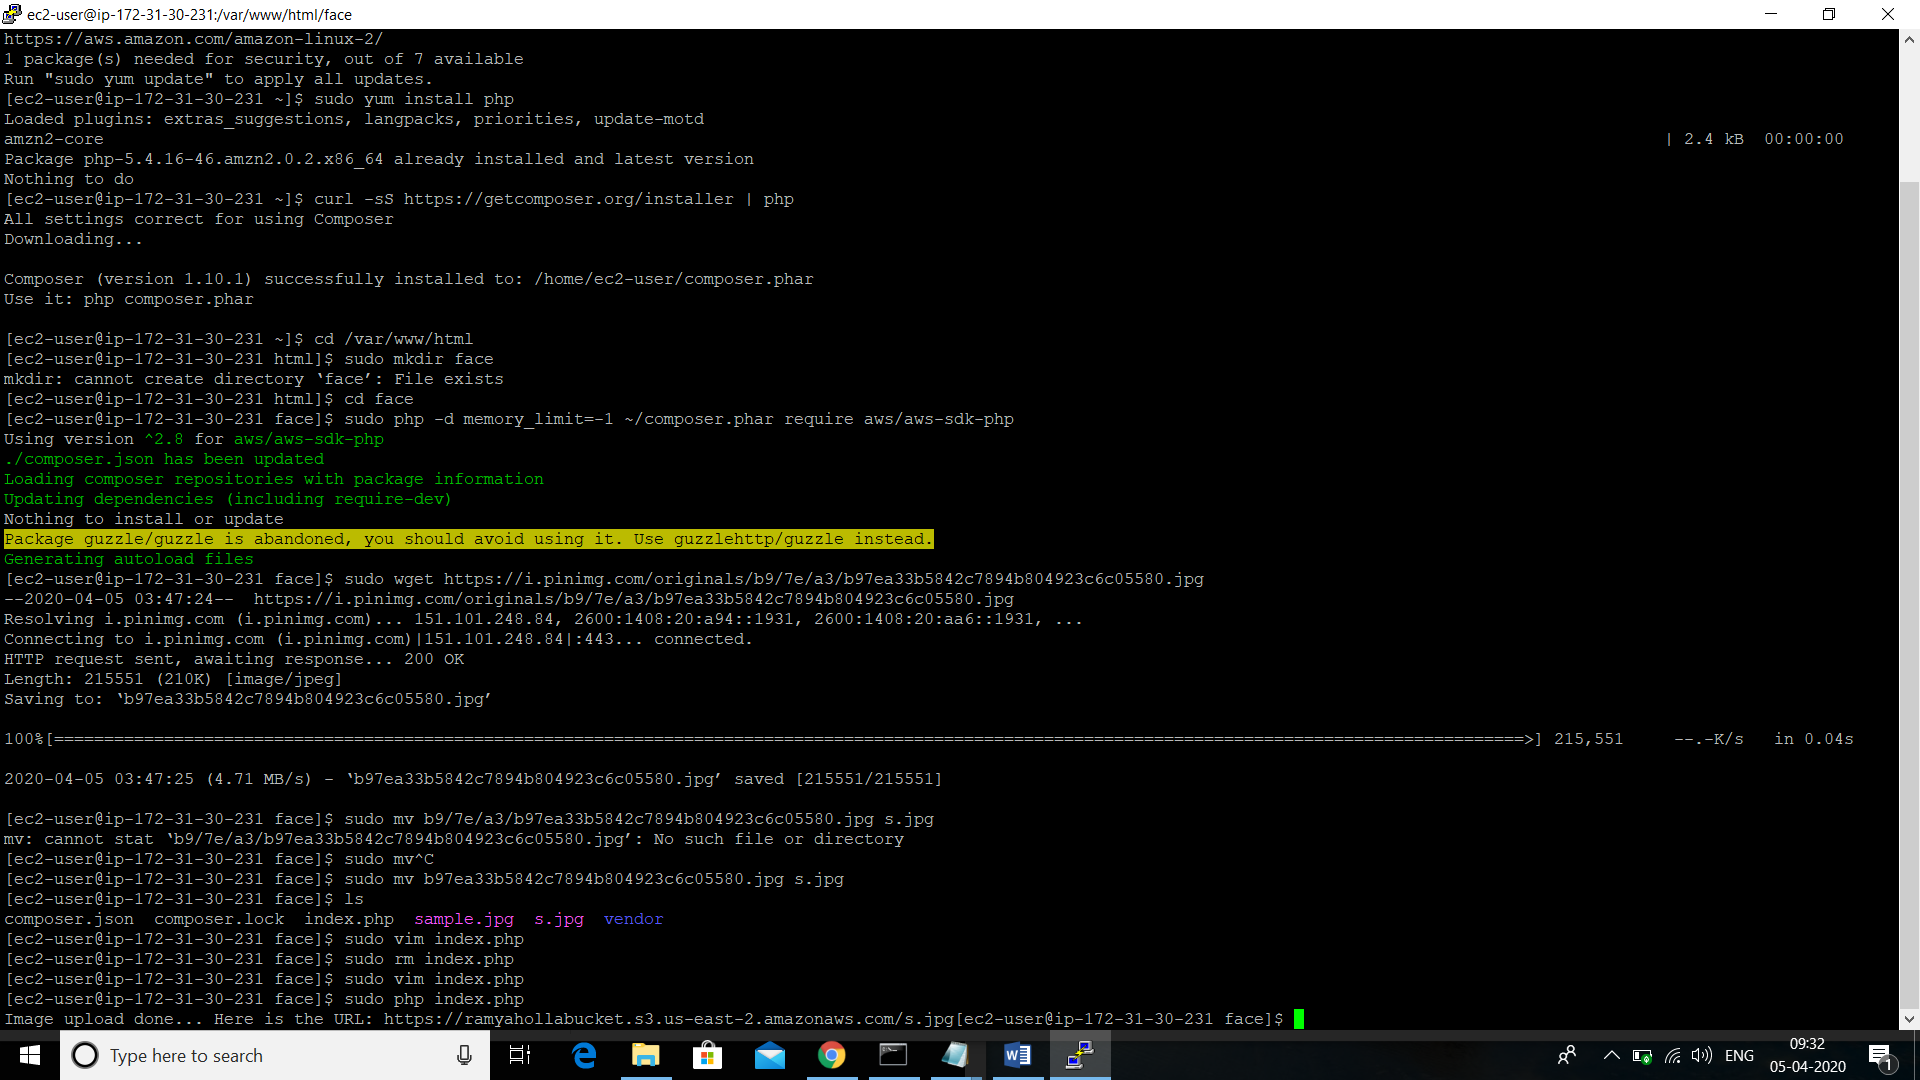 ec2-user@ip-172-31-30-231:/var/www/html/face
https://aws.amazon.com/amazon-linux-2/
1 package(s) needed for security, out of 7 available
Run "sudo yum update" to apply all updates.
[ec2-user@ip-172-31-30-231 ~]$ sudo yum install php
Loaded plugins: extras_suggestions, langpacks, priorities, update-motd
amzn2-core | 2.4 kB 00:00:00
Package php-5.4.16-46.amzn2.0.2.x86_64 already installed and latest version
Nothing to do
[ec2-user@ip-172-31-30-231 ~]$ curl -sS https://getcomposer.org/installer | php
All settings correct for using Composer
Downloading...
Composer (version 1.10.1) successfully installed to: /home/ec2-user/composer.phar
Use it: php composer.phar
[ec2-user@ip-172-31-30-231 ~]$ cd /var/www/html
[ec2-user@ip-172-31-30-231 html]$ sudo mkdir face
mkdir: cannot create directory ‘face’: File exists
[ec2-user@ip-172-31-30-231 html]$ cd face
[ec2-user@ip-172-31-30-231 face]$ sudo php -d memory_limit=-1 ~/composer.phar require aws/aws-sdk-php
Using version ^2.8 for aws/aws-sdk-php
./composer.json has been updated
Loading composer repositories with package information
Updating dependencies (including require-dev)
Nothing to install or update
Package guzzle/guzzle is abandoned, you should avoid using it. Use guzzlehttp/guzzle instead.
Generating autoload files
[ec2-user@ip-172-31-30-231 face]$ sudo wget https://i.pinimg.com/originals/b9/7e/a3/b97ea33b5842c7894b804923c6c05580.jpg
--2020-04-05 03:47:24-- https://i.pinimg.com/originals/b9/7e/a3/b97ea33b5842c7894b804923c6c05580.jpg
Resolving i.pinimg.com (i.pinimg.com)... 151.101.248.84, 2600:1408:20:a94::1931, 2600:1408:20:aa6::1931, ...
Connecting to i.pinimg.com (i.pinimg.com)|151.101.248.84|:443... connected.
HTTP request sent, awaiting response... 200 OK
Length: 215551 (210K) [image/jpeg]
Saving to: ‘b97ea33b5842c7894b804923c6c05580.jpg’
100%[===================================================================================================================================================>] 215,551 --.-K/s in 0.04s
2020-04-05 03:47:25 (4.71 MB/s) - ‘b97ea33b5842c7894b804923c6c05580.jpg’ saved [215551/215551]
[ec2-user@ip-172-31-30-231 face]$ sudo mv b9/7e/a3/b97ea33b5842c7894b804923c6c05580.jpg s.jpg
mv: cannot stat ‘b9/7e/a3/b97ea33b5842c7894b804923c6c05580.jpg’: No such file or directory
[ec2-user@ip-172-31-30-231 face]$ sudo mv^C
[ec2-user@ip-172-31-30-231 face]$ sudo mv b97ea33b5842c7894b804923c6c05580.jpg s.jpg
[ec2-user@ip-172-31-30-231 face]$ ls
composer.json composer.lock index.php sample.jpg s.jpg vendor
[ec2-user@ip-172-31-30-231 face]$ sudo vim index.php
[ec2-user@ip-172-31-30-231 face]$ sudo rm index.php
[ec2-user@ip-172-31-30-231 face]$ sudo vim index.php
[ec2-user@ip-172-31-30-231 face]$ sudo php index.php
Image upload done... Here is the URL: https://ramyahollabucket.s3.us-east-2.amazonaws.com/s.jpg[ec2-user@ip-172-31-30-231 face]$
Type here to search
ENG
09:32
05-04-2020
1